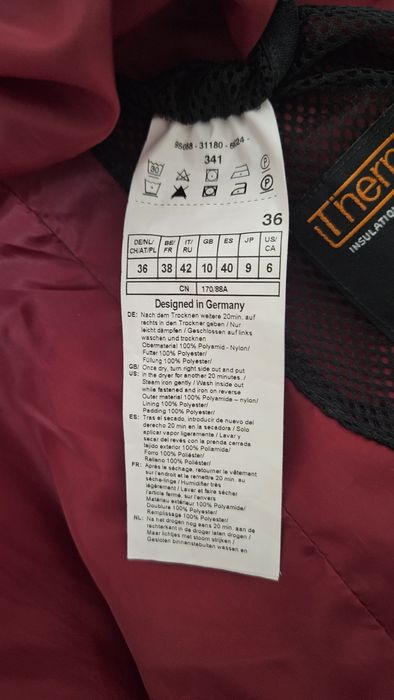 341
30
36
DE/NL/ CH/AT/PL BE/ FR IT/ RU GB ES JP US/ CA
36 38 42 10 40 9 6
CN 170/88A
Designed in Germany
DE: Nach dem Trocknen weitere 20min. auf
rechts in den Trockner geben / Nur
leicht dämpfen / Geschlossen auf links
waschen und trocknen
Obermaterial 100% Polyamid - Nylon/
Futter 100% Polyester/
Füllung 100% Polyester/
GB/ Once dry, turn right side out and put
US: in the dryer for another 20 minutes /
Steam iron gently / Wash inside out
while fastened and iron on reverse
Outer material 100% Polyamide – nylon/
Lining 100% Polyester/
Padding 100% Polyester/
ES: Tras el secado, introducir de nuevo del
derecho 20 min en la secadora / Solo
aplicar vapor ligeramente / Lavar y
secar del revés con la prenda cerrada
tejido exterior 100% Poliamida/
Forro 100% Poliéster/
Relleno 100% Poliéster/
FR: Après le séchage, retourner le vêtement
sur l'endroit et le remettre 20 min. au
sèche-linge / Humidifier très
légèrement / Laver et faire sécher
l'article fermé, sur l'envers
Matériau extérieur 100% Polyamide/
Doublure 100% Polyester/
Remplissage 100% Polyester/
NL: Na het drogen nog eens 20 min. aan de
rechterkant in de droger laten drogen /
Maar lichtjes met stoom strijken /
Gesloten binnenstebuiten wassen en
Therm
INSULATION